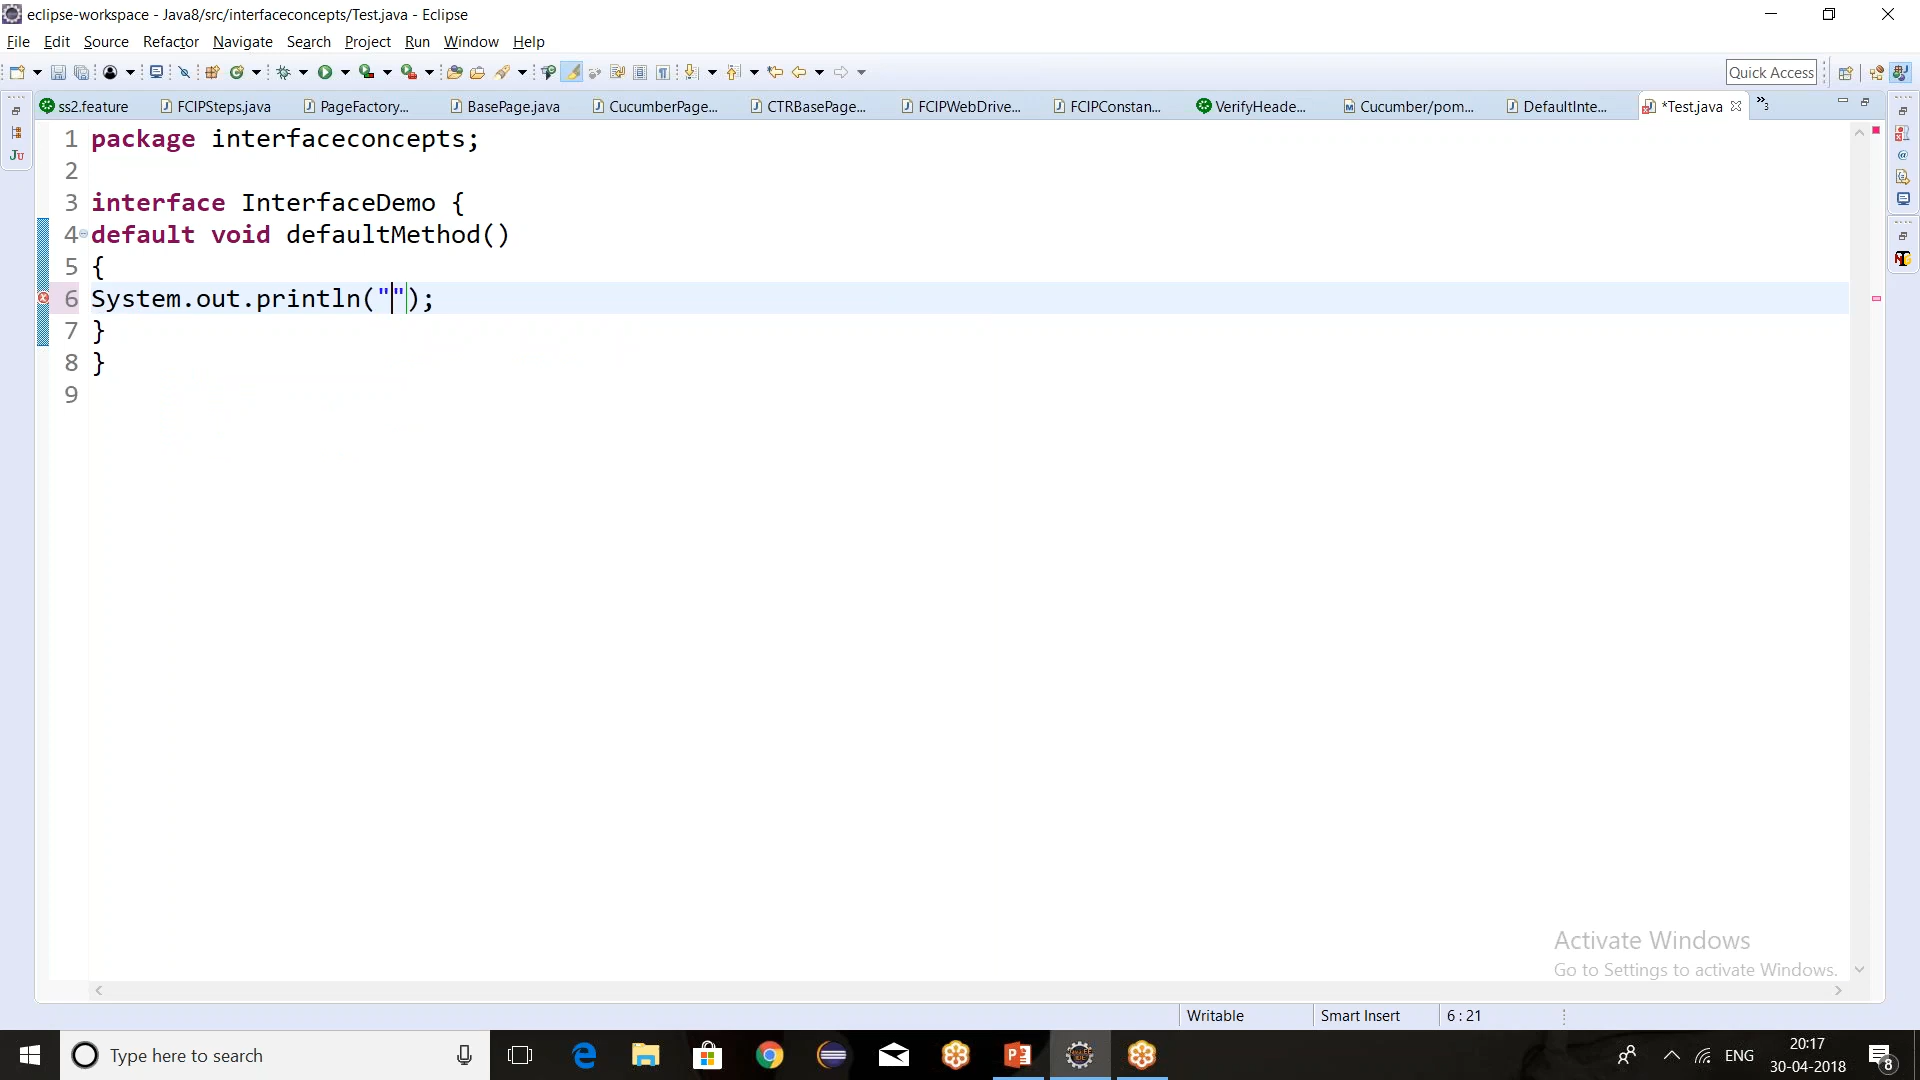 eclipse-workspace - Java8/src/interfaceconcepts/Test.java - Eclipse
File Edit Source Refactor Navigate Search Project Run Window Help
Quick Access
ss2.feature FCIPSteps.java PageFactory... BasePage.java CucumberPage... CTRBasePage... FCIPWebDrive... FCIPConstan... VerifyHeade... Cucumber/pom... DefaultInte... *Test.java »3
1 package interfaceconcepts;
2
3 interface InterfaceDemo {
4 default void defaultMethod()
5 {
6 System.out.println("");
7 }
8 }
9
Activate Windows
Go to Settings to activate Windows.
Writable Smart Insert 6 : 21
Type here to search
ENG
20:17
30-04-2018
8